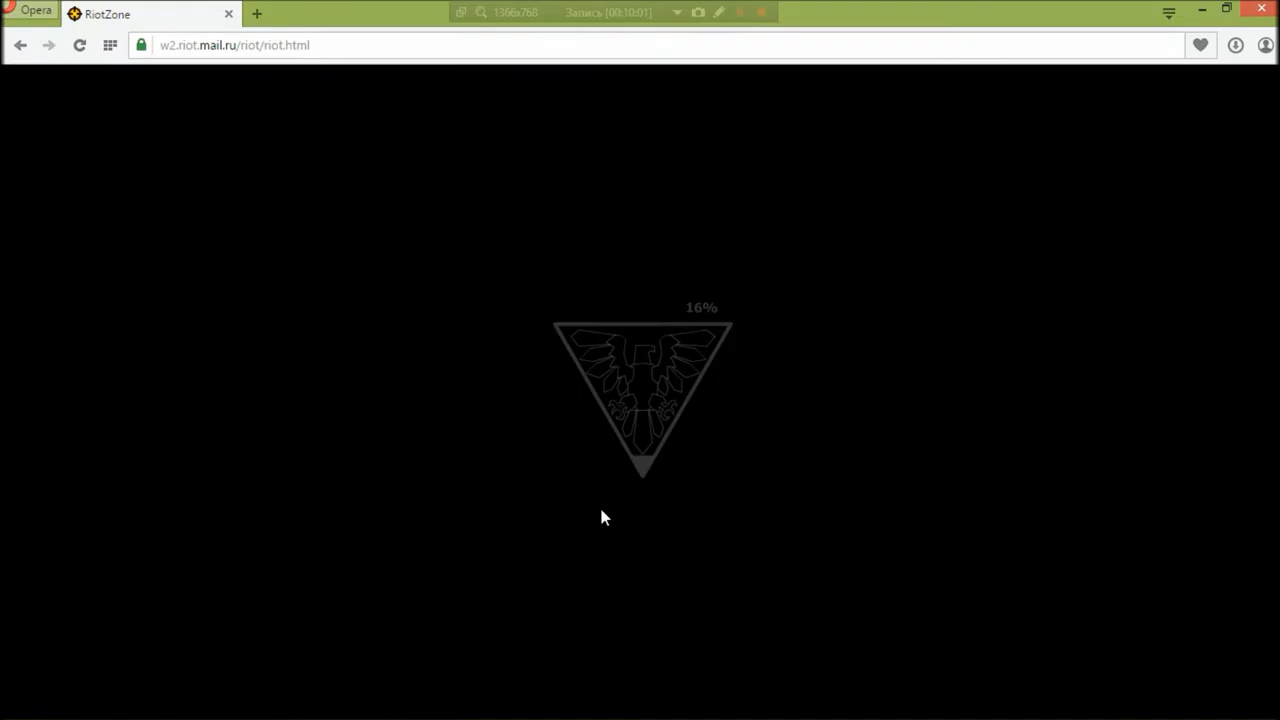 Opera
RiotZone
1366x768
Запись [00:10:01]
w2.riot.mail.ru/riot/riot.html
16%